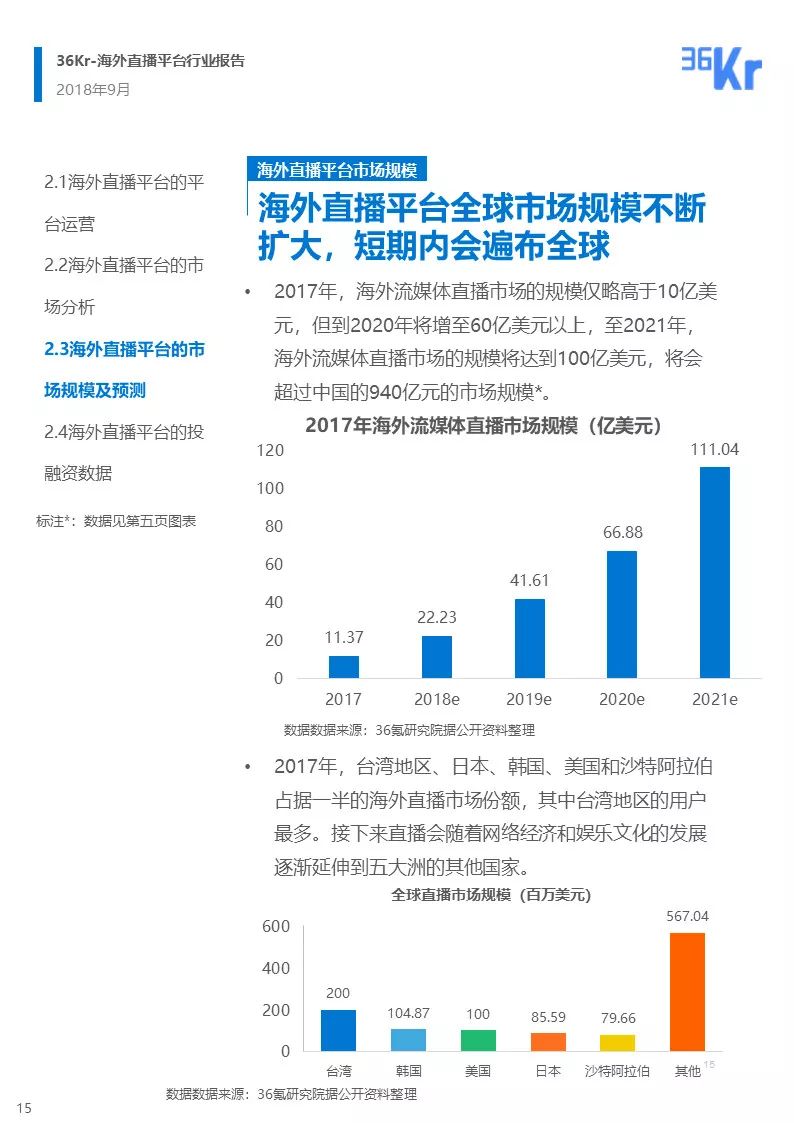 36Kr-海外直播平台行业报告
2018年9月
36Kr
2.1海外直播平台的平
台运营
2.2海外直播平台的市
场分析
2.3海外直播平台的市
场规模及预测
2.4海外直播平台的投
融资数据
标注*：数据见第五页图表
海外直播平台市场规模
海外直播平台全球市场规模不断
扩大，短期内会遍布全球
• 2017年，海外流媒体直播市场的规模仅略高于10亿美
元，但到2020年将增至60亿美元以上，至2021年，
海外流媒体直播市场的规模将达到100亿美元，将会
超过中国的940亿元的市场规模*。
2017年海外流媒体直播市场规模（亿美元）
120
100
80
60
40
20
0
11.37
22.23
41.61
66.88
111.04
2017 2018e 2019e 2020e 2021e
数据数据来源：36氪研究院据公开资料整理
• 2017年，台湾地区、日本、韩国、美国和沙特阿拉伯
占据一半的海外直播市场份额，其中台湾地区的用户
最多。接下来直播会随着网络经济和娱乐文化的发展
逐渐延伸到五大洲的其他国家。
全球直播市场规模（百万美元）
600
400
200
0
200
104.87
100
85.59
79.66
567.04
台湾 韩国 美国 日本 沙特阿拉伯 其他
15
数据数据来源：36氪研究院据公开资料整理
15